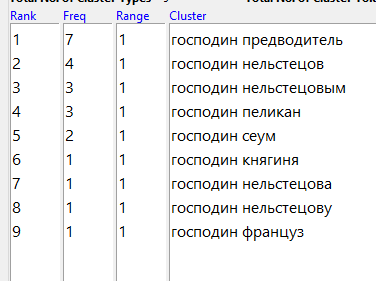 Rank Freq Range Cluster
1 7 1 господин предводитель
2 4 1 господин нельстецов
3 3 1 господин нельстецовым
4 3 1 господин пеликан
5 2 1 господин сеум
6 1 1 господин княгиня
7 1 1 господин нельстецова
8 1 1 господин нельстецову
9 1 1 господин француз